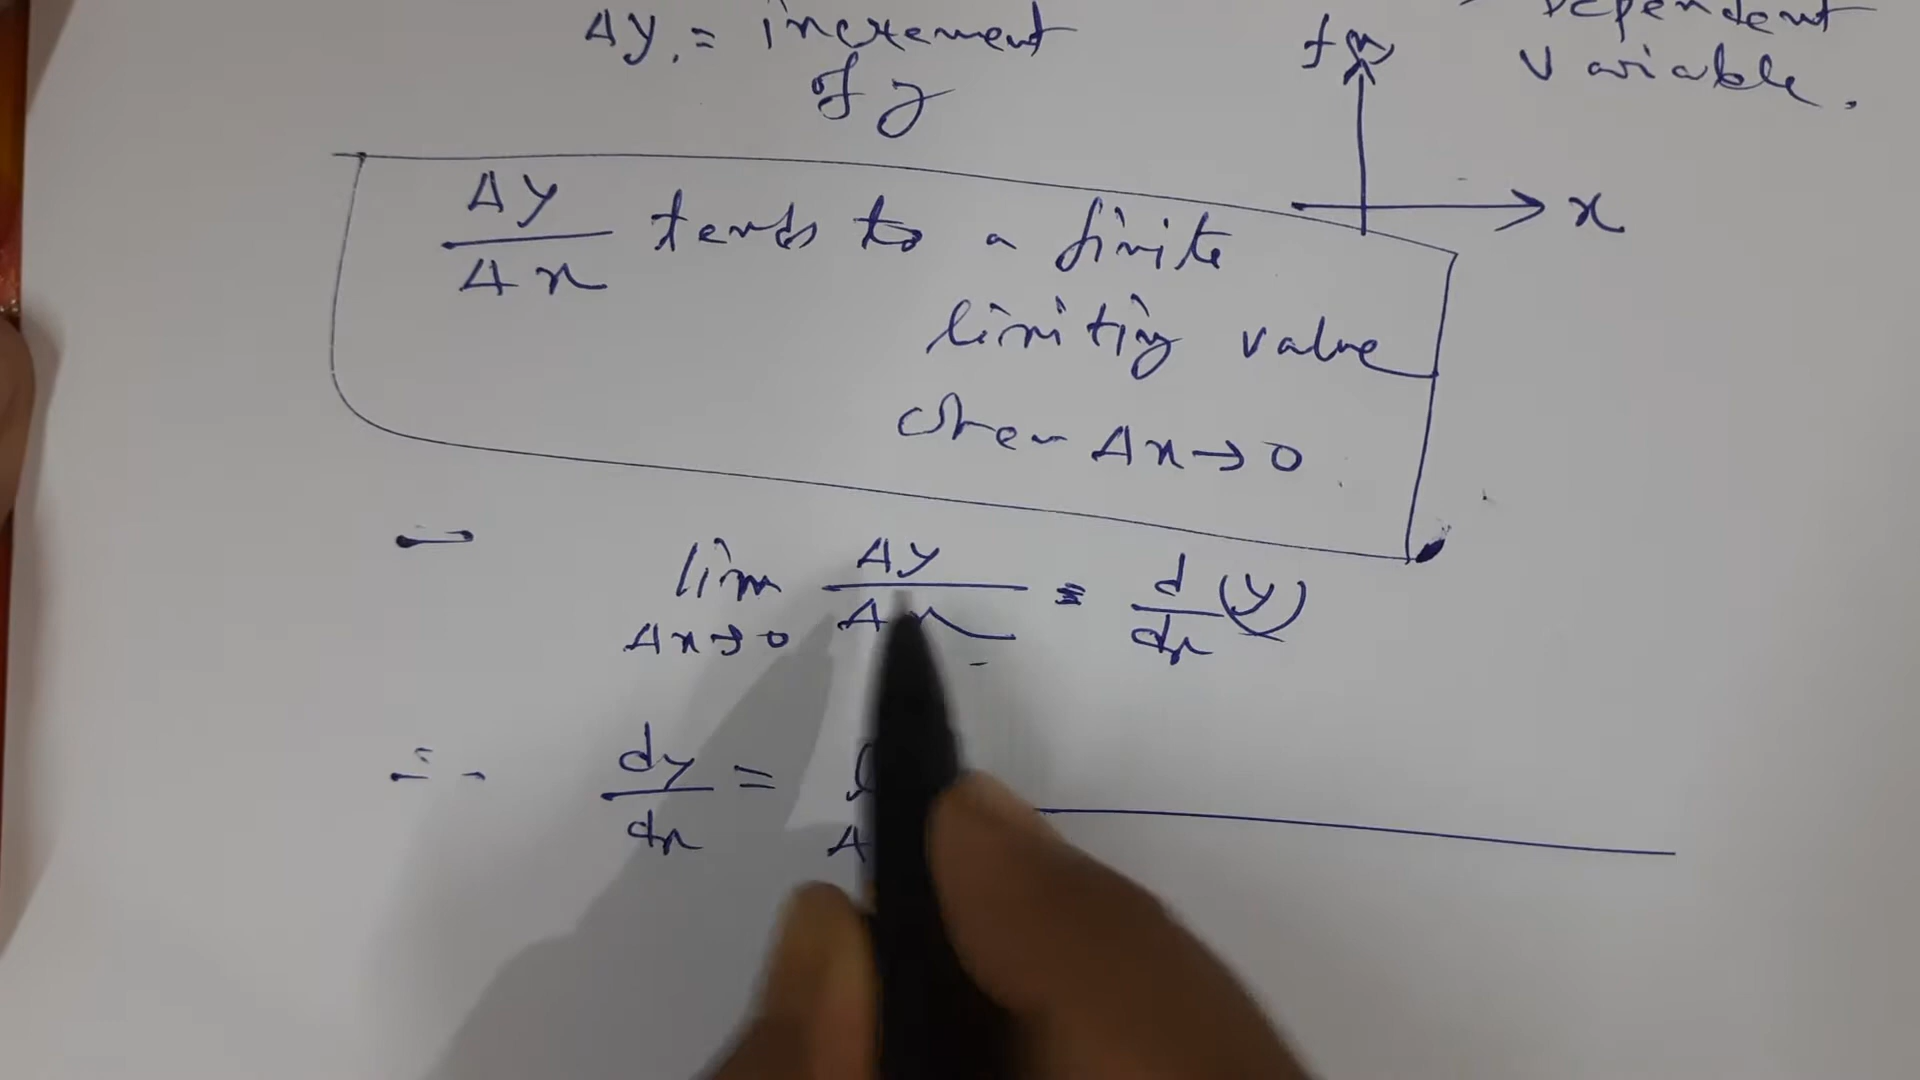 Δy = increment
of y
Dependent
Variable.
f(x)
x
Δy/Δx tends to a finite
limiting value
when Δx→0
lim Δx→0 Δy/Δx = d/dx (y)
dy/dx =